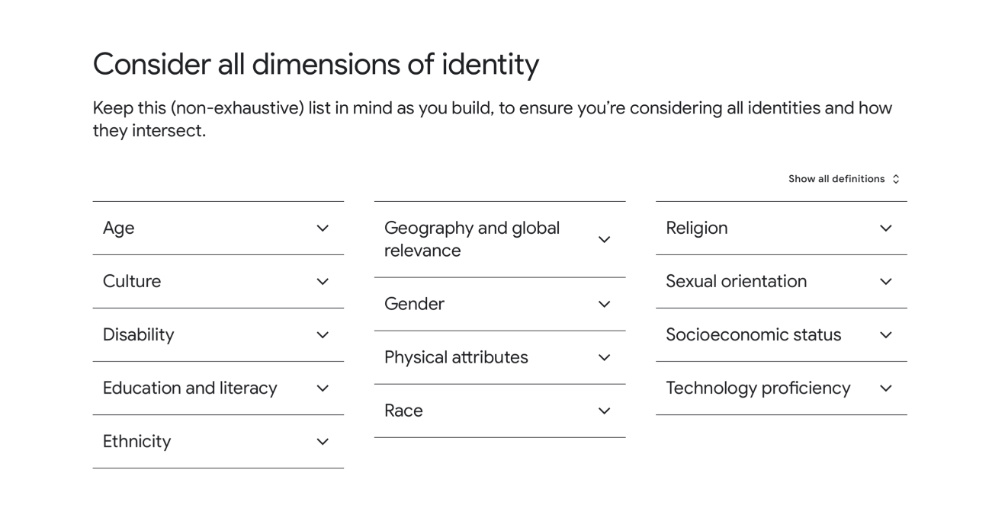 Consider all dimensions of identity
Keep this (non-exhaustive) list in mind as you build, to ensure you're considering all identities and how
they intersect.
Show all definitions
Age
Culture
Disability
Education and literacy
Ethnicity
Geography and global
relevance
Gender
Physical attributes
Race
Religion
Sexual orientation
Socioeconomic status
Technology proficiency